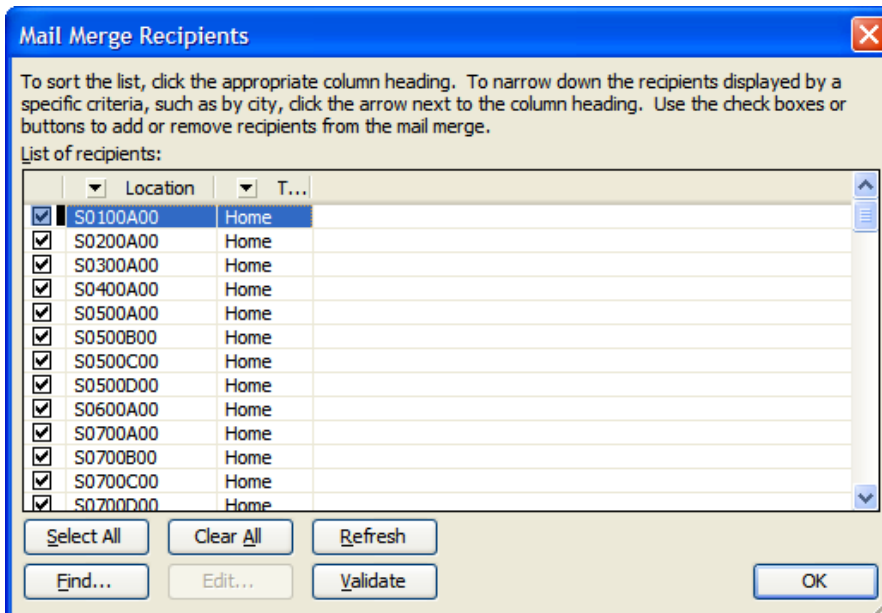 Mail Merge Recipients
To sort the list, click the appropriate column heading. To narrow down the recipients displayed by a
specific criteria, such as by city, click the arrow next to the column heading. Use the check boxes or
buttons to add or remove recipients from the mail merge.
List of recipients:
Location T...
S0100A00 Home
S0200A00 Home
S0300A00 Home
S0400A00 Home
S0500A00 Home
S0500B00 Home
S0500C00 Home
S0500D00 Home
S0600A00 Home
S0700A00 Home
S0700B00 Home
S0700C00 Home
S0700D00 Home
Select All Clear All Refresh
Find... Edit... Validate OK